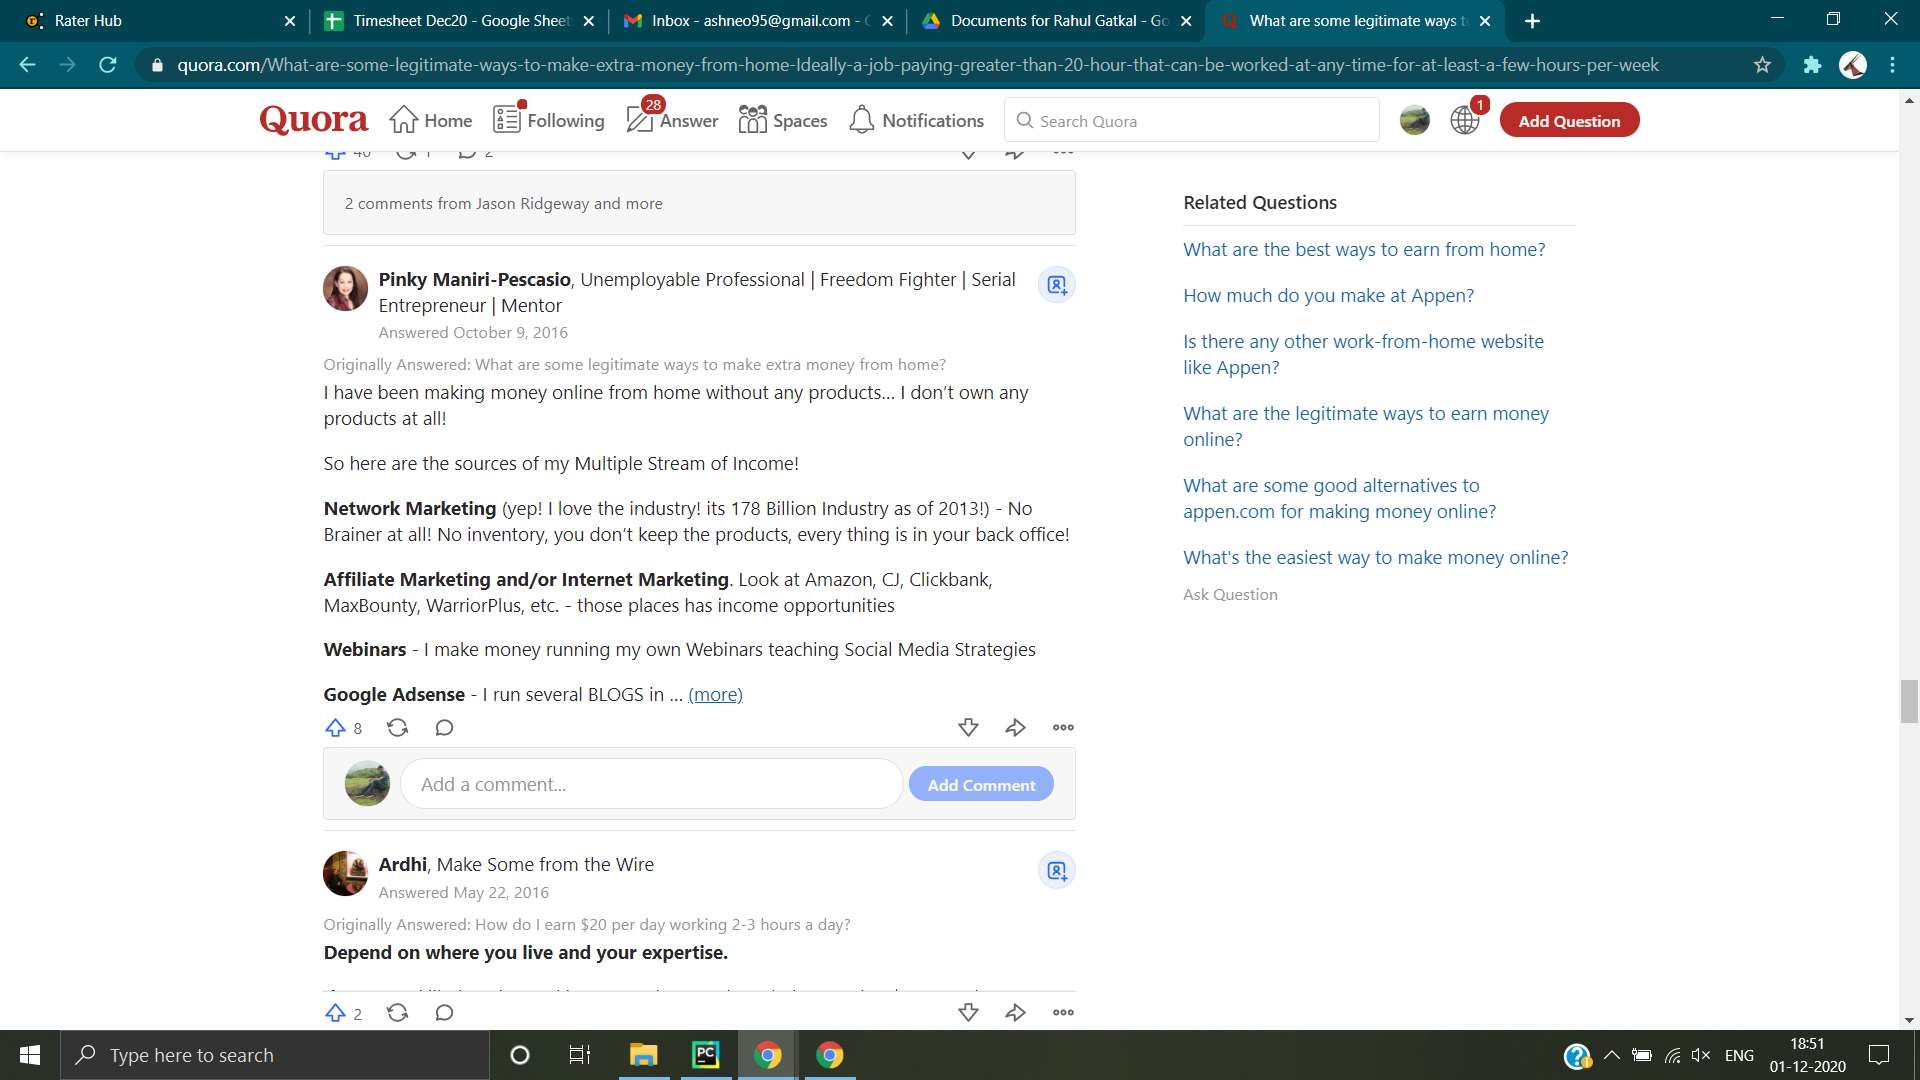 Rater Hub
Timesheet Dec20 - Google Sheet
Inbox - ashneo95@gmail.com -
Documents for Rahul Gatkal - Go
What are some legitimate ways t
quora.com/What-are-some-legitimate-ways-to-make-extra-money-from-home-Ideally-a-job-paying-greater-than-20-hour-that-can-be-worked-at-any-time-for-at-least-a-few-hours-per-week
Quora
Home
Following
28
Answer
Spaces
Notifications
Search Quora
1
Add Question
40
1
2
2 comments from Jason Ridgeway and more
Pinky Maniri-Pescasio, Unemployable Professional | Freedom Fighter | Serial
Entrepreneur | Mentor
Answered October 9, 2016
Originally Answered: What are some legitimate ways to make extra money from home?
I have been making money online from home without any products... I don’t own any
products at all!
So here are the sources of my Multiple Stream of Income!
Network Marketing (yep! I love the industry! its 178 Billion Industry as of 2013!) - No
Brainer at all! No inventory, you don’t keep the products, every thing is in your back office!
Affiliate Marketing and/or Internet Marketing. Look at Amazon, CJ, Clickbank,
MaxBounty, WarriorPlus, etc. - those places has income opportunities
Webinars - I make money running my own Webinars teaching Social Media Strategies
Google Adsense - I run several BLOGS in ... (more)
8
Add a comment...
Add Comment
Ardhi, Make Some from the Wire
Answered May 22, 2016
Originally Answered: How do I earn $20 per day working 2-3 hours a day?
Depend on where you live and your expertise.
2
Related Questions
What are the best ways to earn from home?
How much do you make at Appen?
Is there any other work-from-home website
like Appen?
What are the legitimate ways to earn money
online?
What are some good alternatives to
appen.com for making money online?
What's the easiest way to make money online?
Ask Question
Type here to search
PC
ENG
18:51
01-12-2020